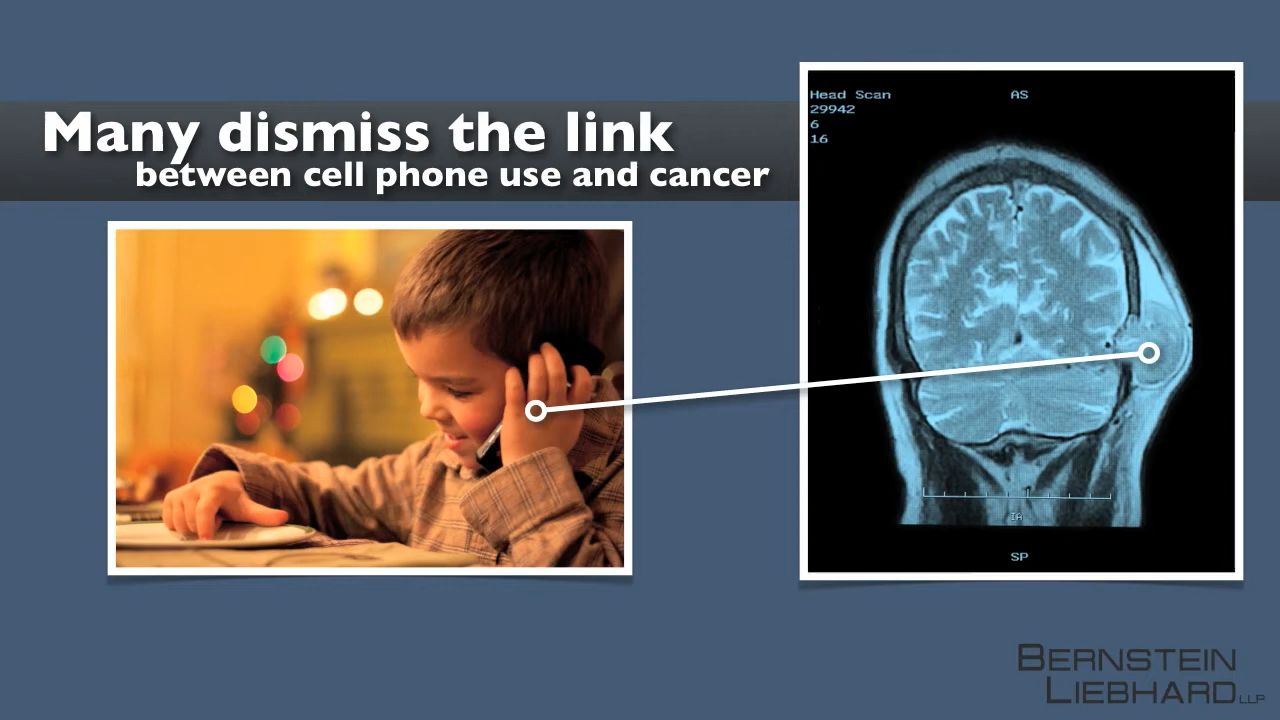 Many dismiss the link
between cell phone use and cancer
Head Scan
29942
6
16
AS
IA
SP
BERNSTEIN
LIEBHARD LLP